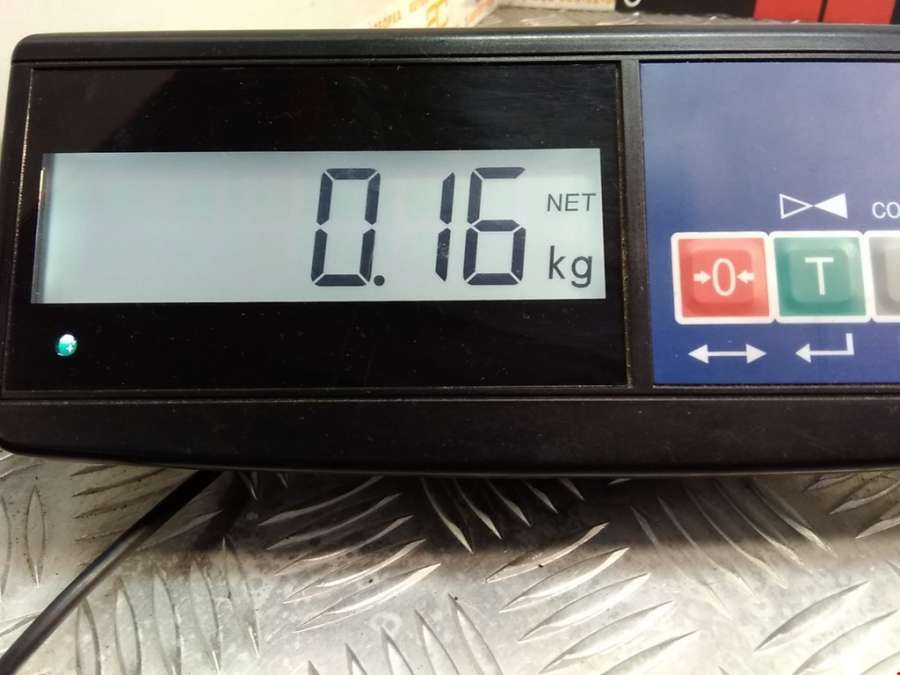 0.16 NET
kg
CO
→0←
T